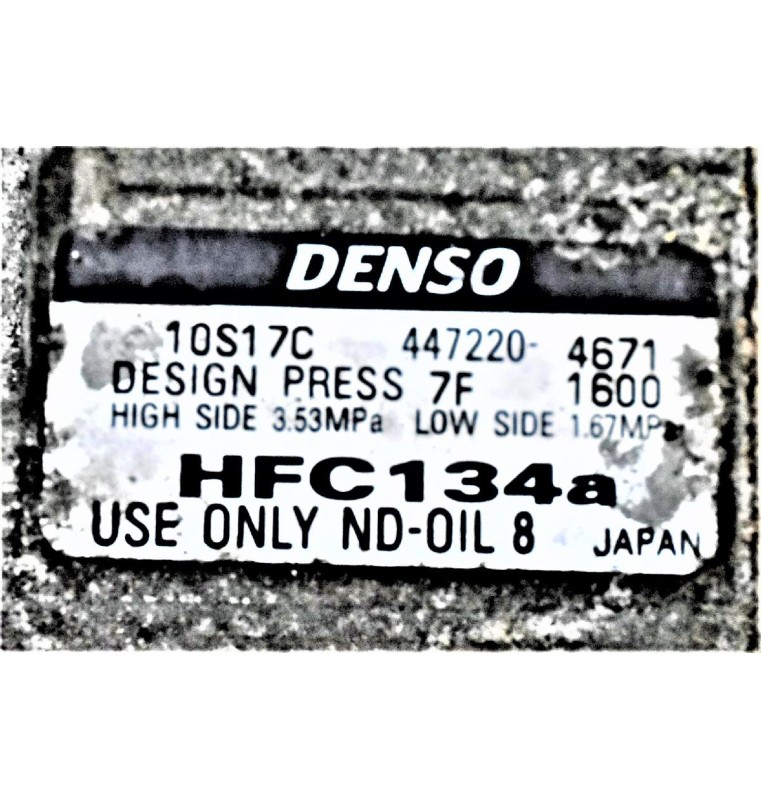 DENSO
10S17C 447220- 4671
DESIGN PRESS 7F 1600
HIGH SIDE 3.53MPa LOW SIDE 1.67MPa
HFC134a
USE ONLY ND-OIL 8 JAPAN